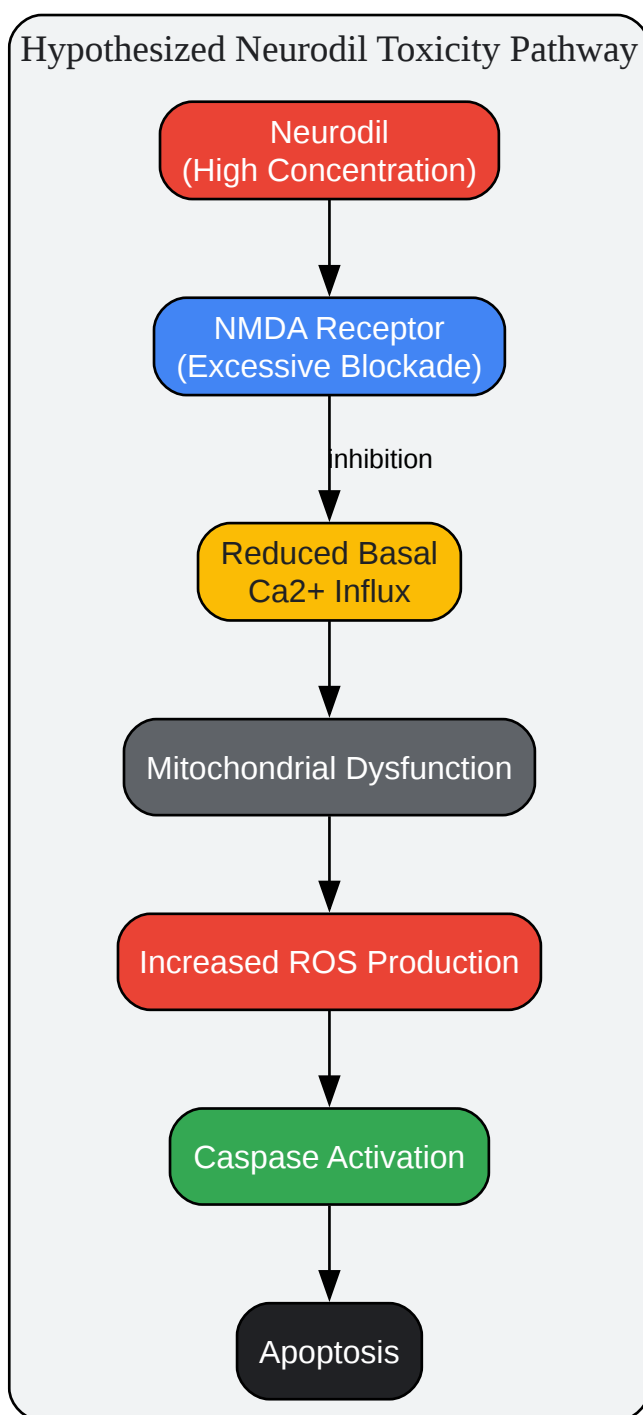 Hypothesized Neurodil Toxicity Pathway
Neurodil
(High Concentration)
NMDA Receptor
(Excessive Blockade)
inhibition
Reduced Basal
Ca2+ Influx
Mitochondrial Dysfunction
Increased ROS Production
Caspase Activation
Apoptosis